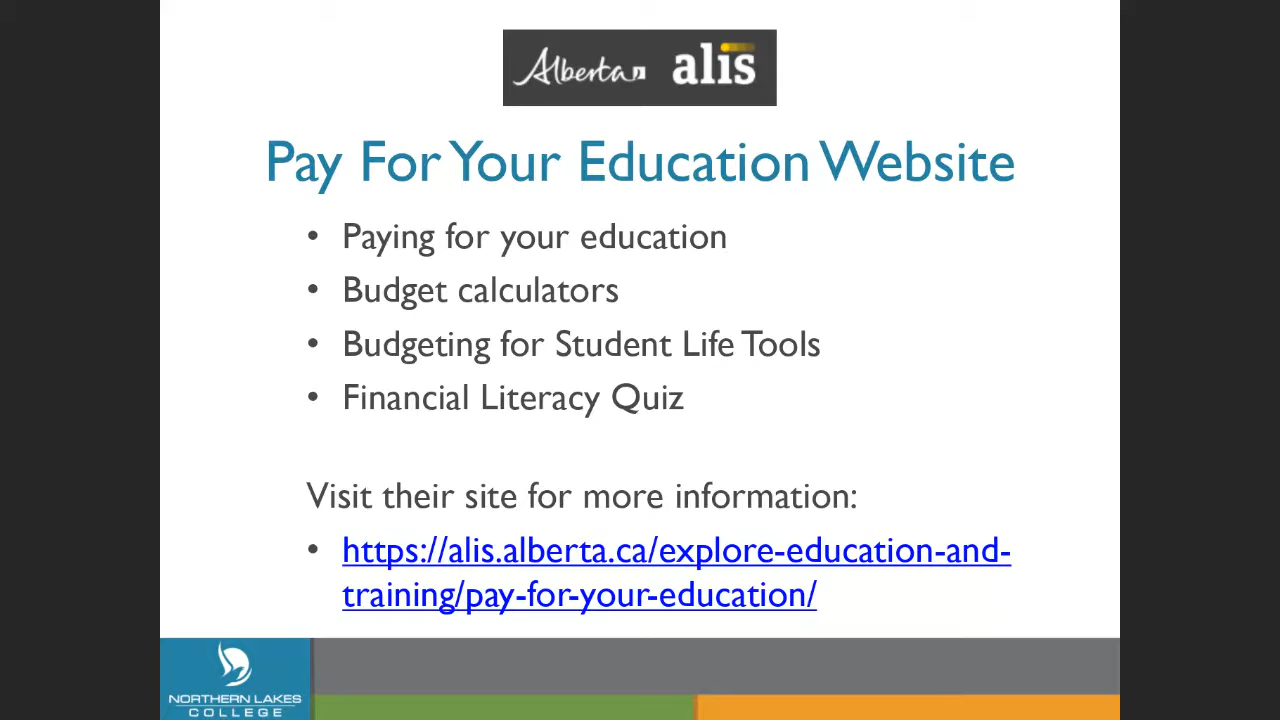 Alberta alis
Pay For Your Education Website
• Paying for your education
• Budget calculators
• Budgeting for Student Life Tools
• Financial Literacy Quiz
Visit their site for more information:
• https://alis.alberta.ca/explore-education-and-
training/pay-for-your-education/
NORTHERN LAKES
COLLEGE